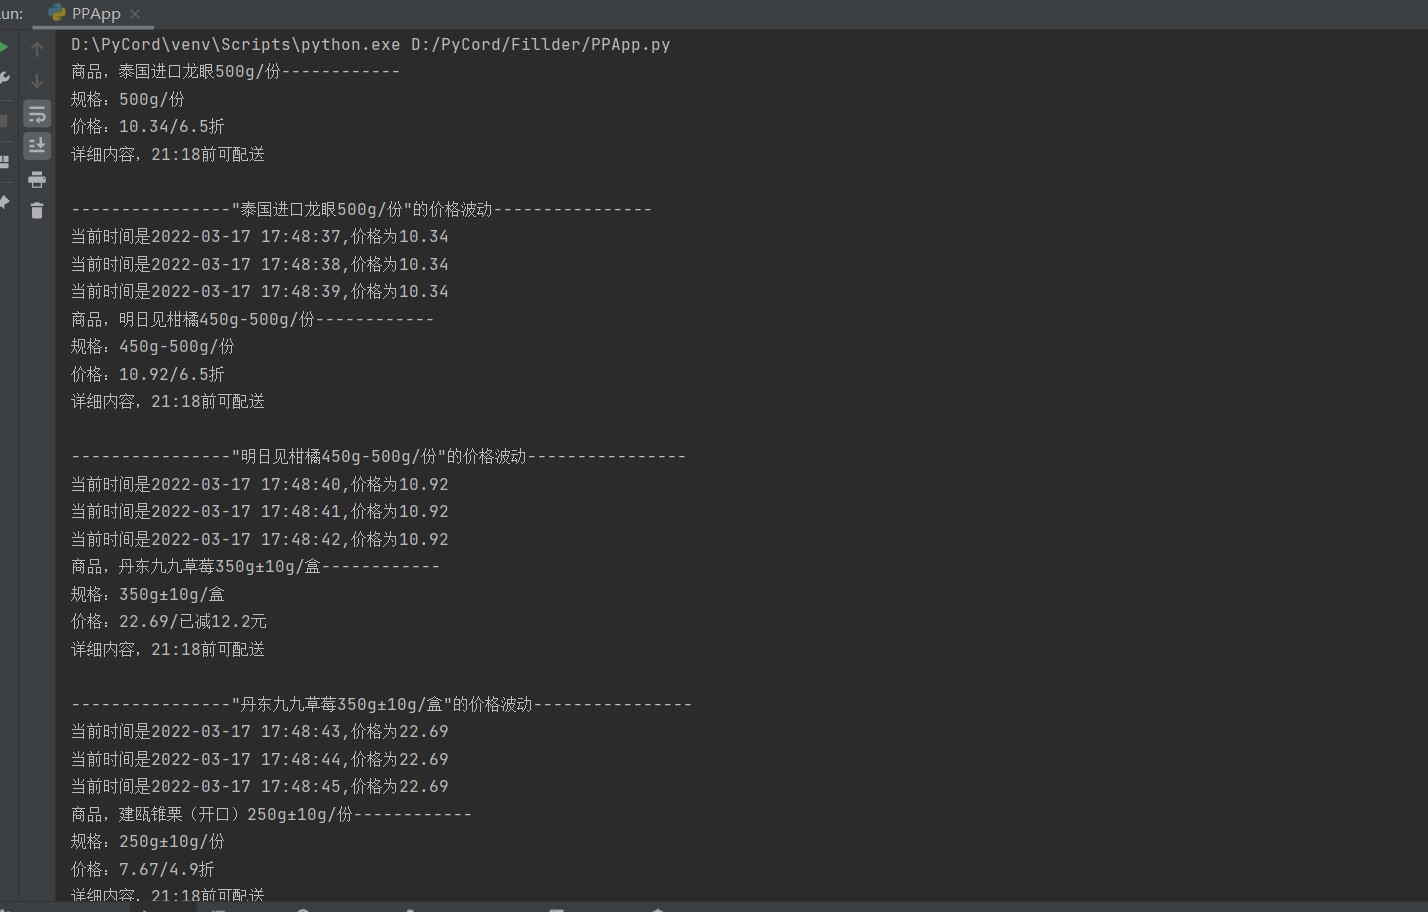 un:
PPApp
D:\PyCord\venv\Scripts\python.exe D:/PyCord/Fillder/PPApp.py
商品，泰国进口龙眼500g/份------------
规格：500g/份
价格：10.34/6.5折
详细内容，21:18前可配送
----------------"泰国进口龙眼500g/份"的价格波动----------------
当前时间是2022-03-17 17:48:37,价格为10.34
当前时间是2022-03-17 17:48:38,价格为10.34
当前时间是2022-03-17 17:48:39,价格为10.34
商品，明日见柑橘450g-500g/份------------
规格：450g-500g/份
价格：10.92/6.5折
详细内容，21:18前可配送
----------------"明日见柑橘450g-500g/份"的价格波动----------------
当前时间是2022-03-17 17:48:40,价格为10.92
当前时间是2022-03-17 17:48:41,价格为10.92
当前时间是2022-03-17 17:48:42,价格为10.92
商品，丹东九九草莓350g±10g/盒------------
规格：350g±10g/盒
价格：22.69/已减12.2元
详细内容，21:18前可配送
----------------"丹东九九草莓350g±10g/盒"的价格波动----------------
当前时间是2022-03-17 17:48:43,价格为22.69
当前时间是2022-03-17 17:48:44,价格为22.69
当前时间是2022-03-17 17:48:45,价格为22.69
商品，建瓯锥栗（开口）250g±10g/份------------
规格：250g±10g/份
价格：7.67/4.9折
详细内容，21:18前可配送